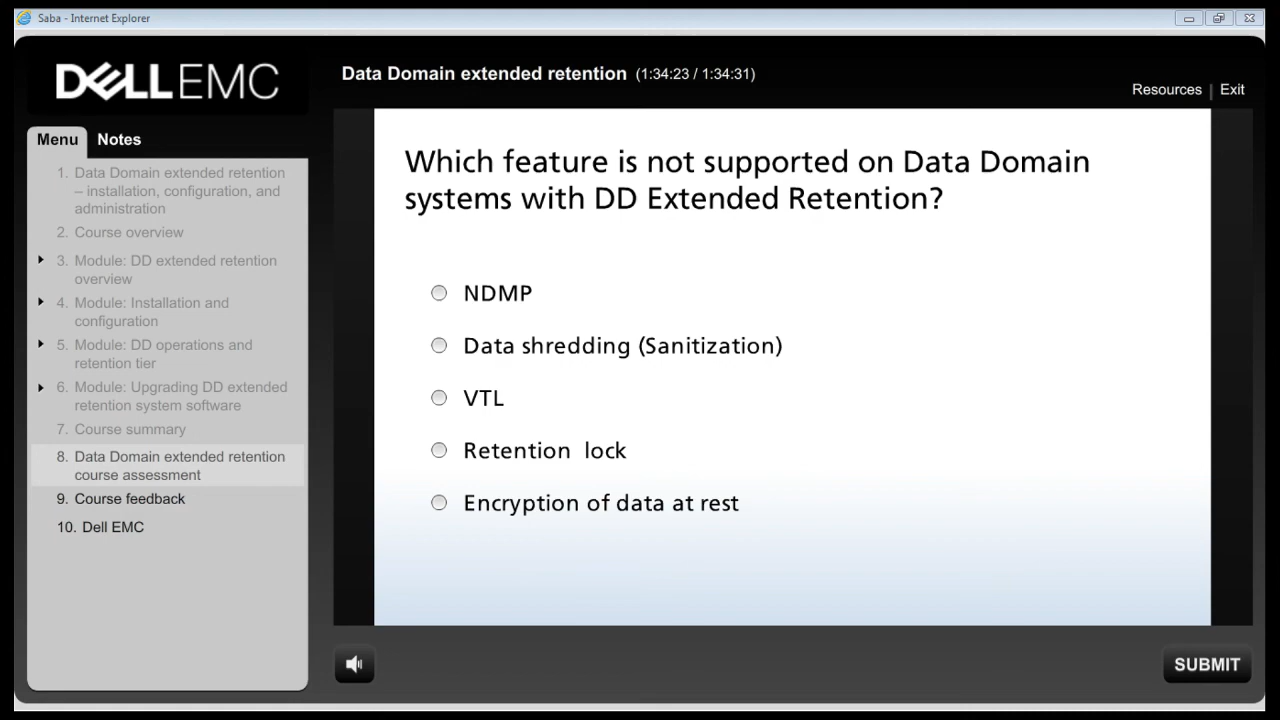 Saba - Internet Explorer
DELL EMC
Data Domain extended retention (1:34:23 / 1:34:31)
Resources | Exit
Menu Notes
1. Data Domain extended retention
– installation, configuration, and
administration
2. Course overview
3. Module: DD extended retention
overview
4. Module: Installation and
configuration
5. Module: DD operations and
retention tier
6. Module: Upgrading DD extended
retention system software
7. Course summary
8. Data Domain extended retention
course assessment
9. Course feedback
10. Dell EMC
Which feature is not supported on Data Domain
systems with DD Extended Retention?
NDMP
Data shredding (Sanitization)
VTL
Retention lock
Encryption of data at rest
SUBMIT